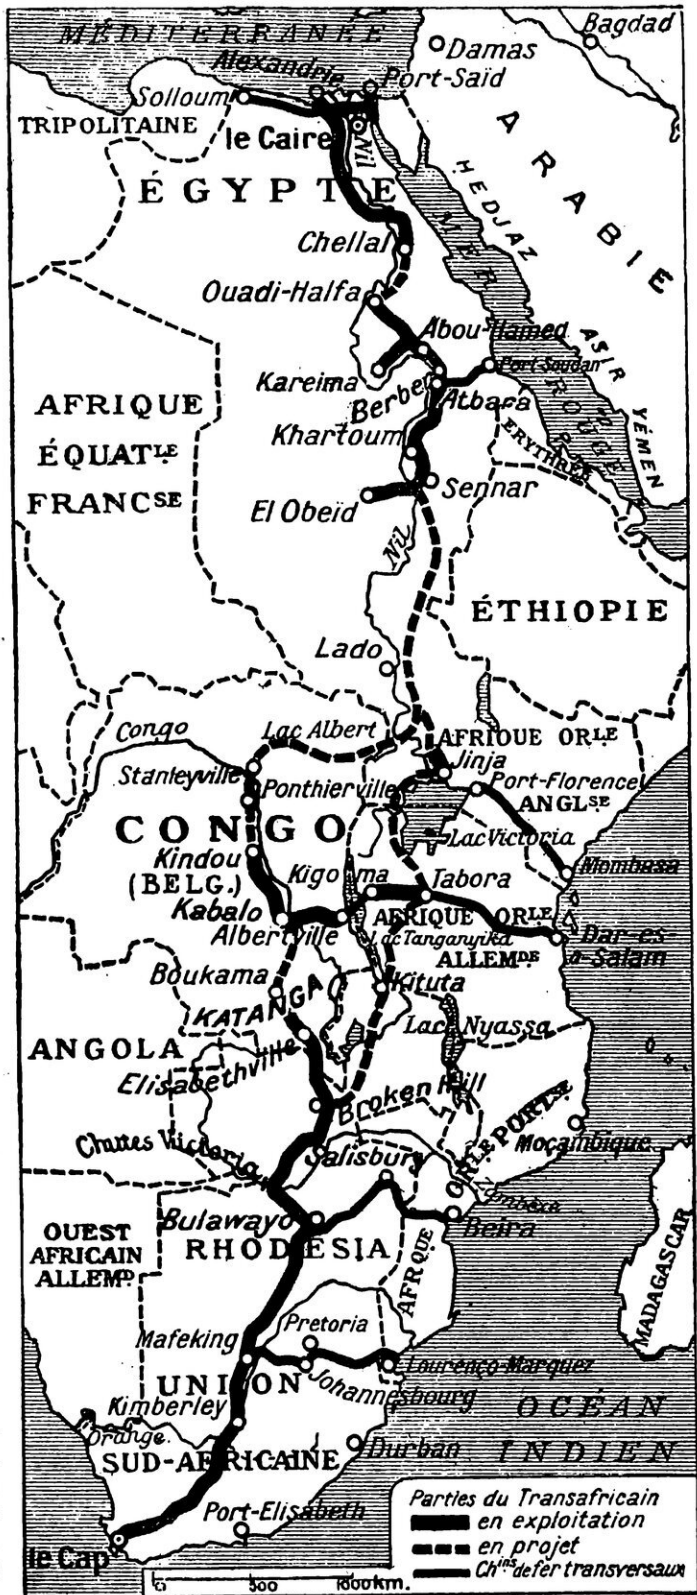 MÉDITERRANÉE
Bagdad
Damas
Alexandrie
Port-Saïd
Solloum
TRIPOLITAINE
le Caire
Nil
ARABIE
ÉGYPTE
HEDJAZ
MER ROUGE
Chellal
Ouadi-Halfa
ASIR
Abou-Hamed
Port-Soudan
Kareima
Berber
Atbara
YÉMEN
AFRIQUE
ÉQUATLE
FRANCSE
Khartoum
ERYTHRÉE
Sennar
El Obeïd
Nil
ÉTHIOPIE
Lado
Congo
Lac Albert
AFRIQUE ORLE
ANGLSE
Stanleyville
Ponthierville
Jinja
Port-Florence
CONGO
(BELG.)
Lac Victoria
Kindou
Kigoma
Tabora
Mombasa
Kabalo
Albertville
AFRIQUE ORLE
ALLEMDE
Lac Tanganyika
Dar-es-
a-Salam
Boukama
KATANGA
Kituta
Lac Nyassa
ANGOLA
Elisabethville
Broken Hill
Chutes Victoria
Salisbury
AFRQUE ORLE PORTSE
Moçambique
Zambèze
OUEST
AFRICAIN
ALLEMD.
Bulawayo
RHODESIA
Beira
MADAGASCAR
Mafeking
Pretoria
Johannesbourg
Lourenço-Marquez
UNION
SUD-AFRICAINE
Kimberley
Orange
Durban
OCÉAN
INDIEN
Port-Elisabeth
le Cap
Parties du Transafricain
en exploitation
en projet
Chins de fer transversaux
0 500 1000 km.